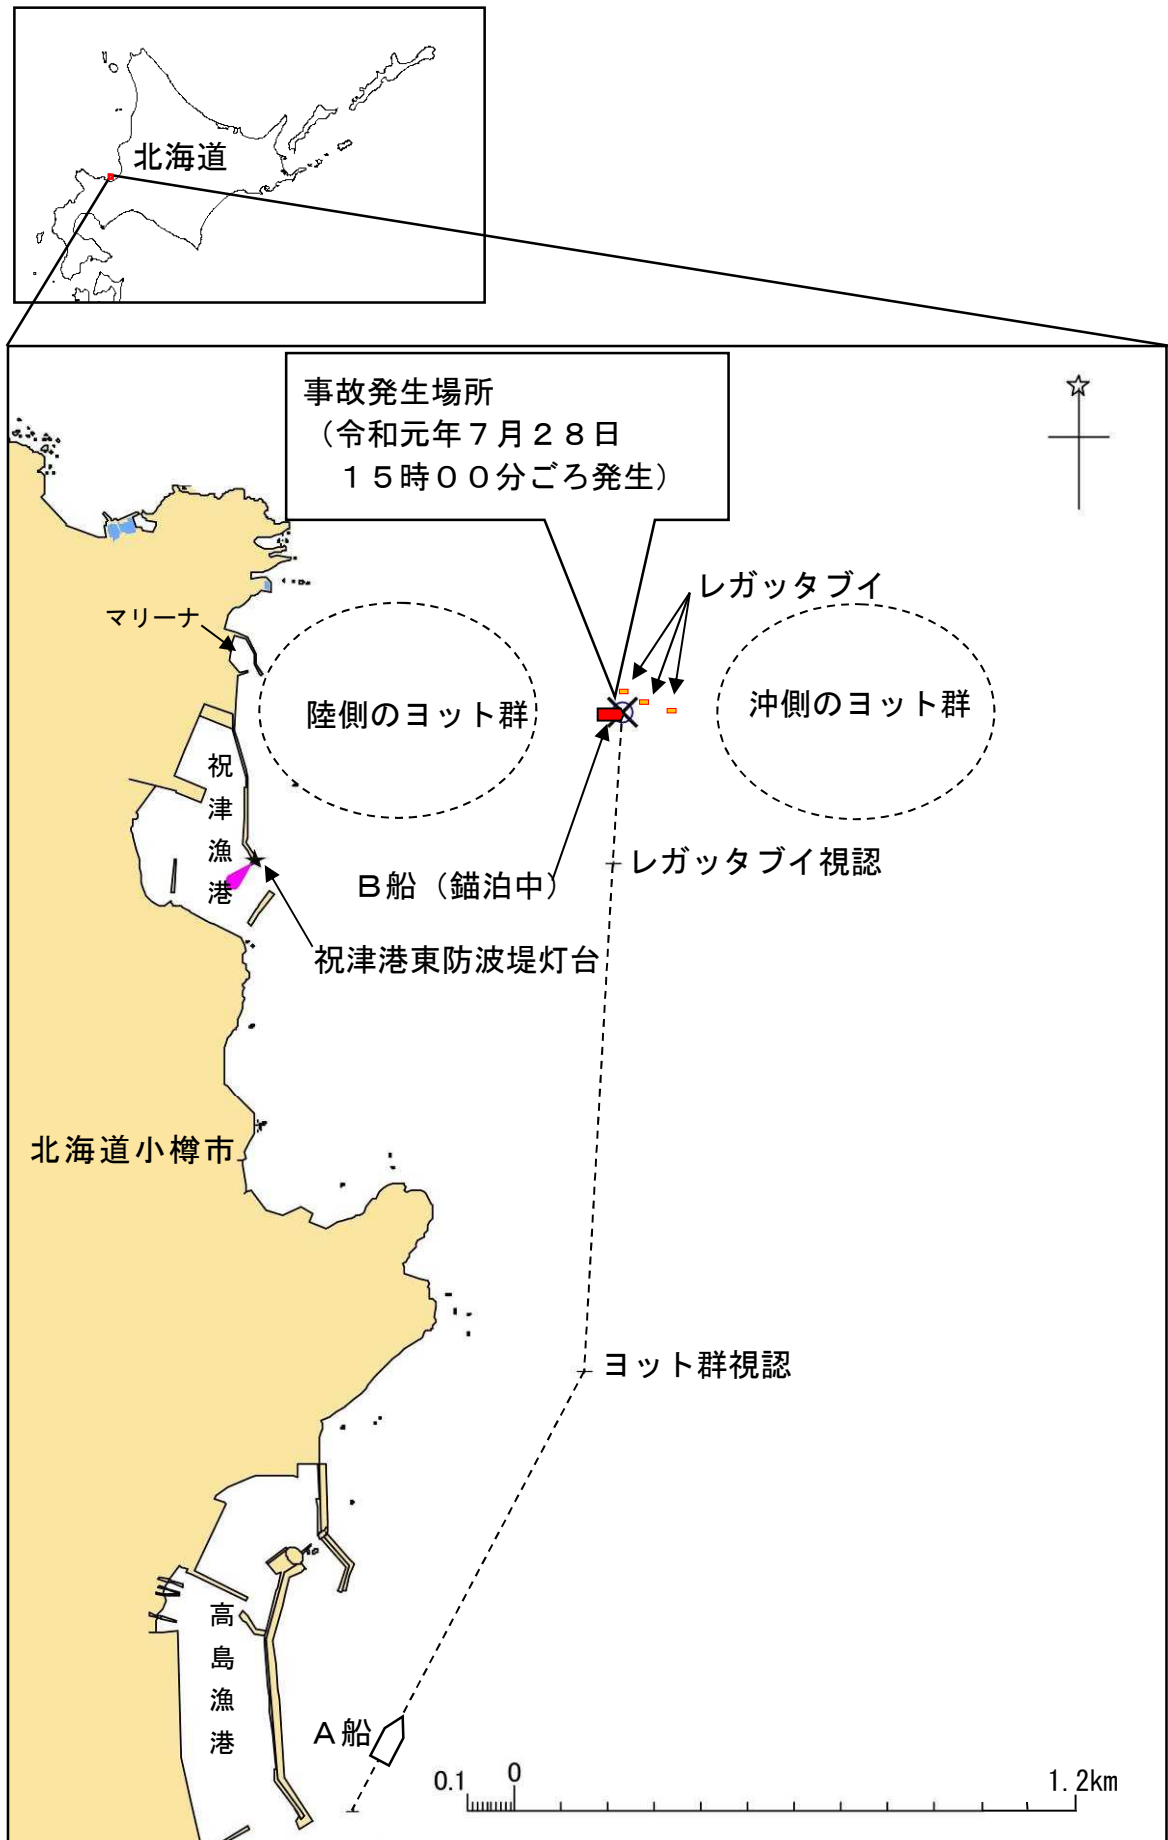 北海道
事故発生場所
（令和元年７月２８日
１５時００分ごろ発生）
レガッタブイ
マリーナ
陸側のヨット群
沖側のヨット群
祝津漁港
レガッタブイ視認
Ｂ船（錨泊中）
祝津港東防波堤灯台
北海道小樽市
ヨット群視認
高島漁港
Ａ船
0.1 0 1.2km